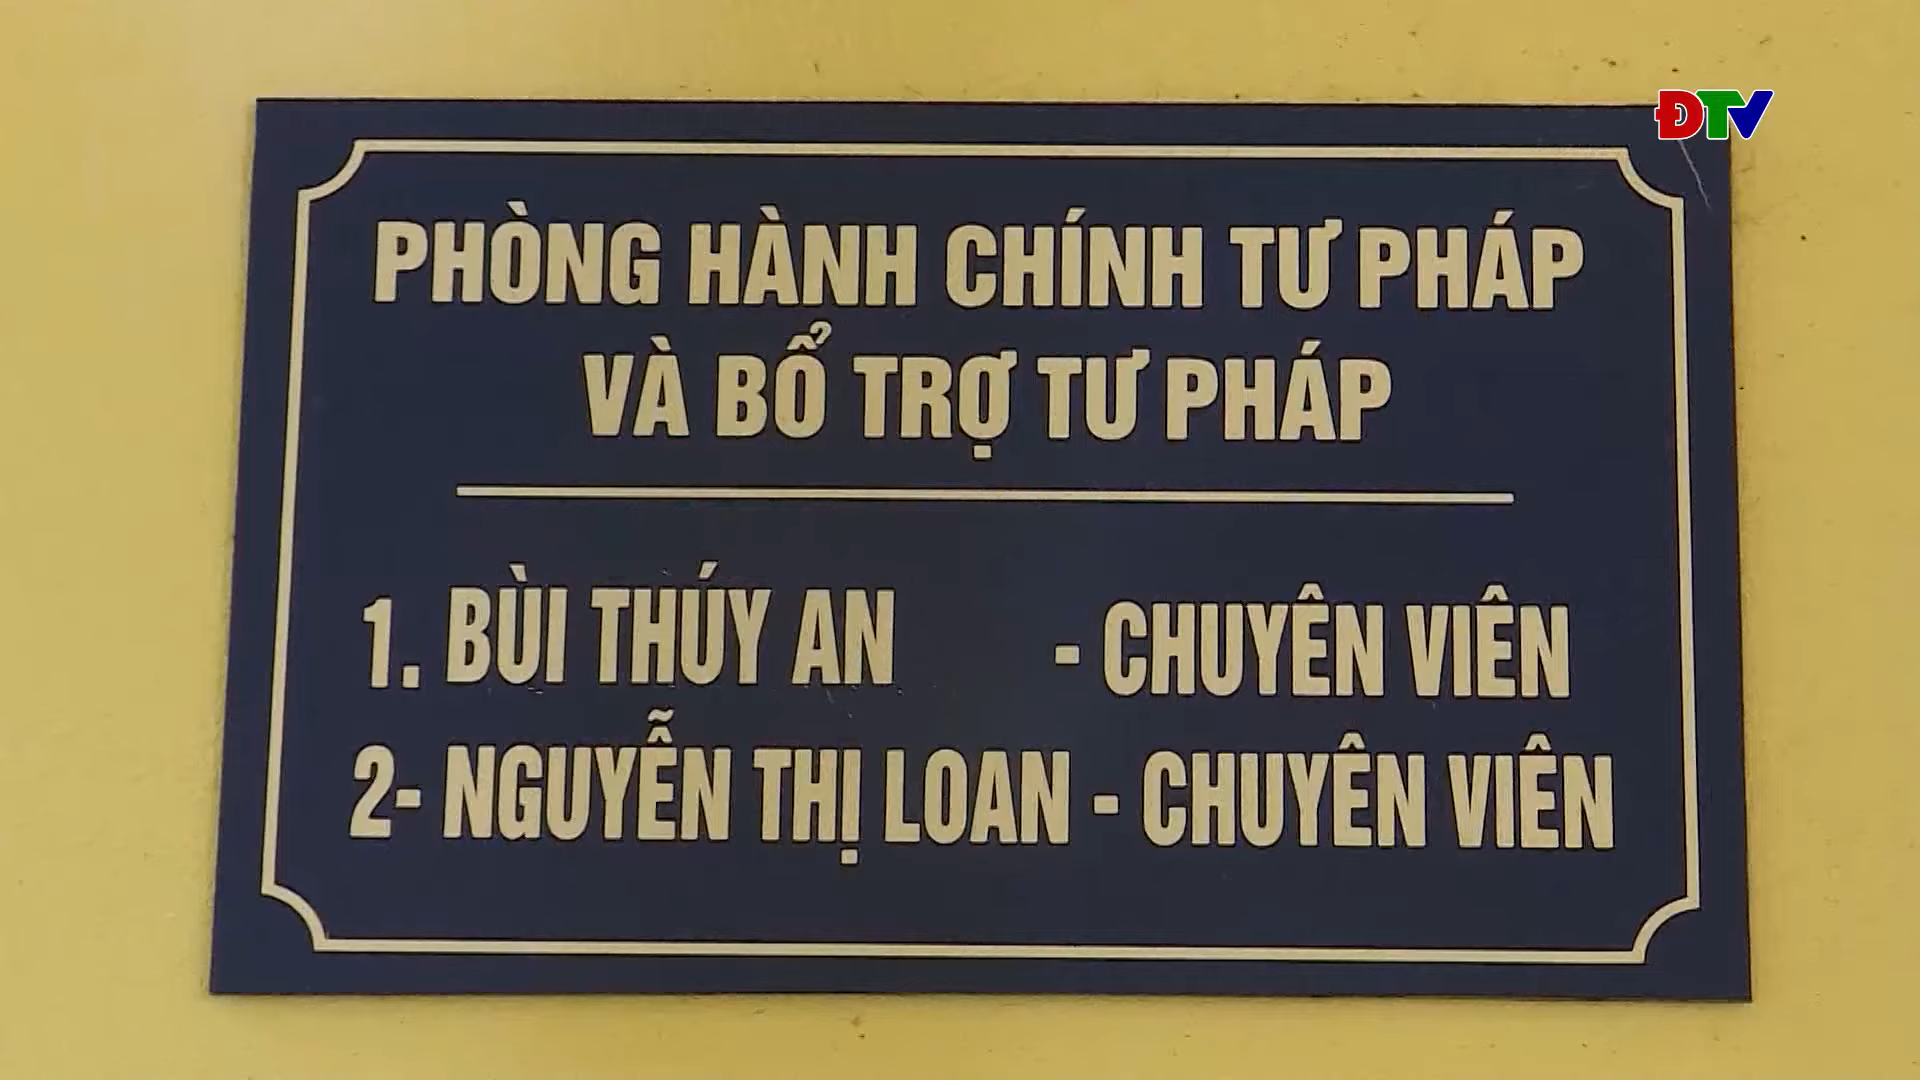 ĐTV
PHÒNG HÀNH CHÍNH TƯ PHÁP
VÀ BỔ TRỢ TƯ PHÁP
1. BÙI THÚY AN - CHUYÊN VIÊN
2- NGUYỄN THỊ LOAN - CHUYÊN VIÊN